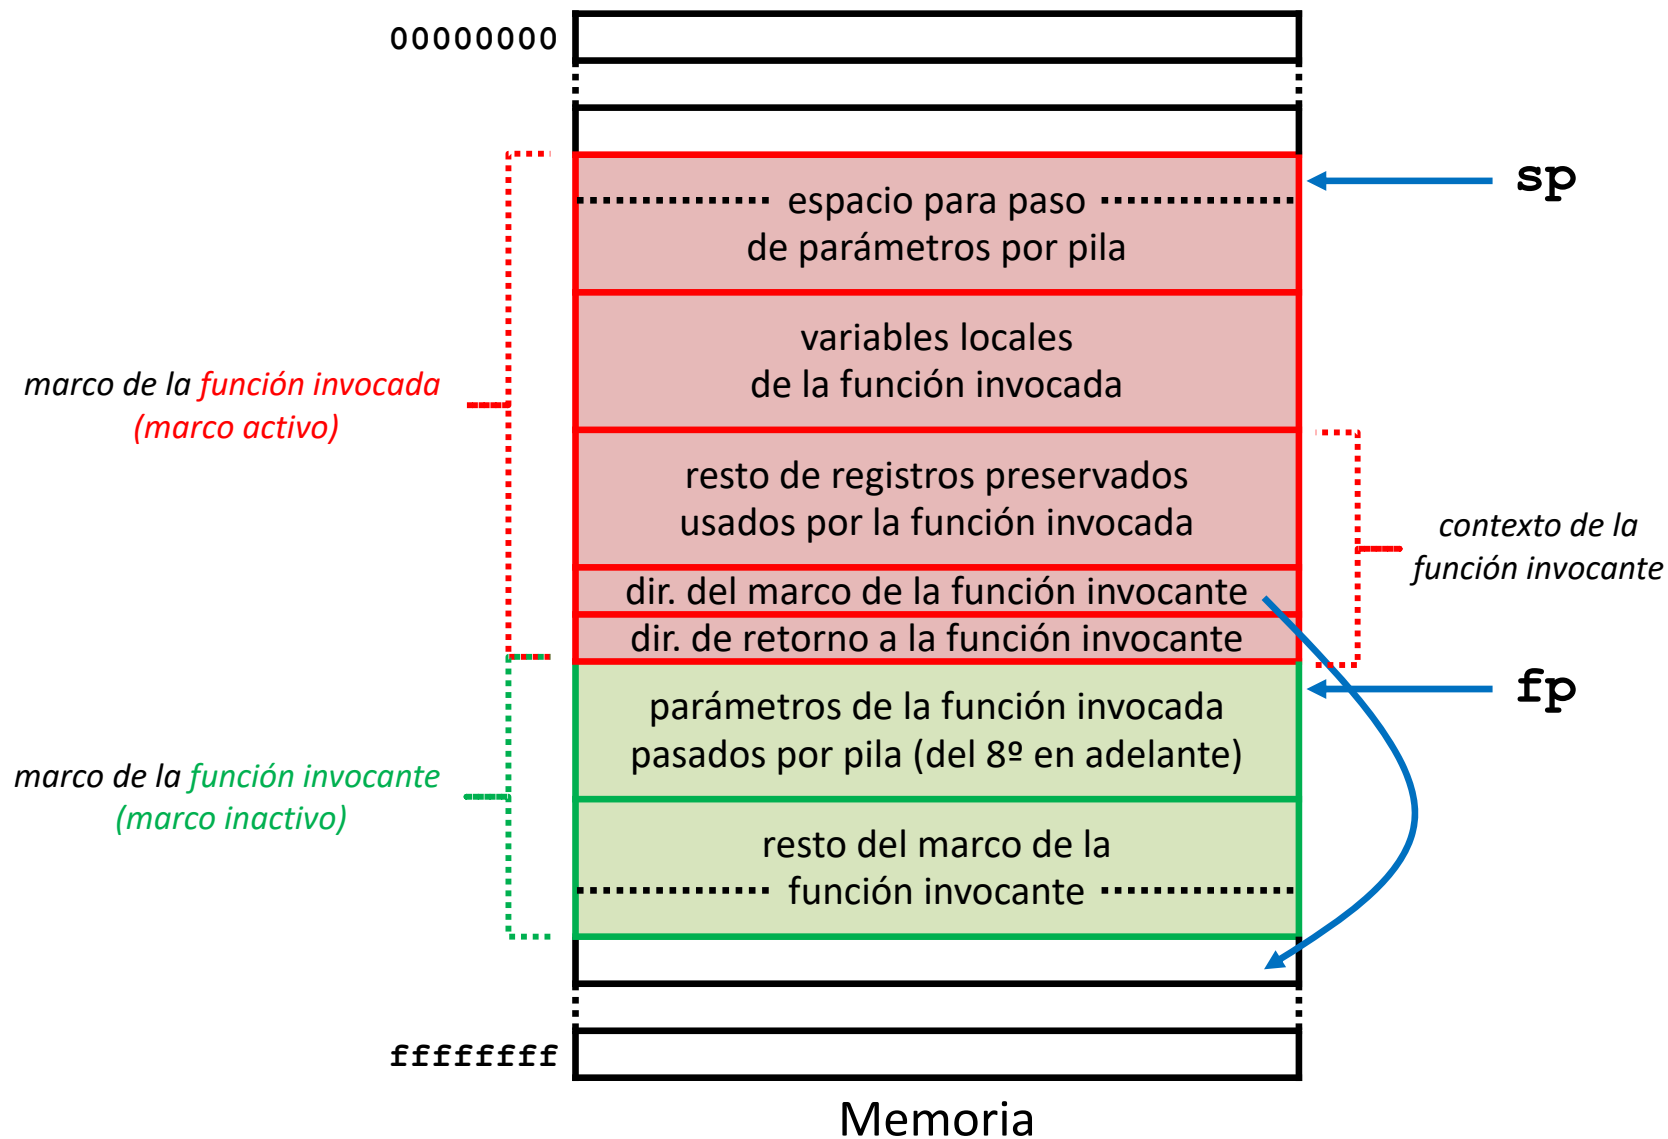 00000000
sp
espacio para paso
de parámetros por pila
variables locales
de la función invocada
marco de la función invocada
(marco activo)
resto de registros preservados
usados por la función invocada
contexto de la
función invocante
dir. del marco de la función invocante
dir. de retorno a la función invocante
fp
parámetros de la función invocada
pasados por pila (del 8º en adelante)
marco de la función invocante
(marco inactivo)
resto del marco de la
función invocante
ffffffff
Memoria